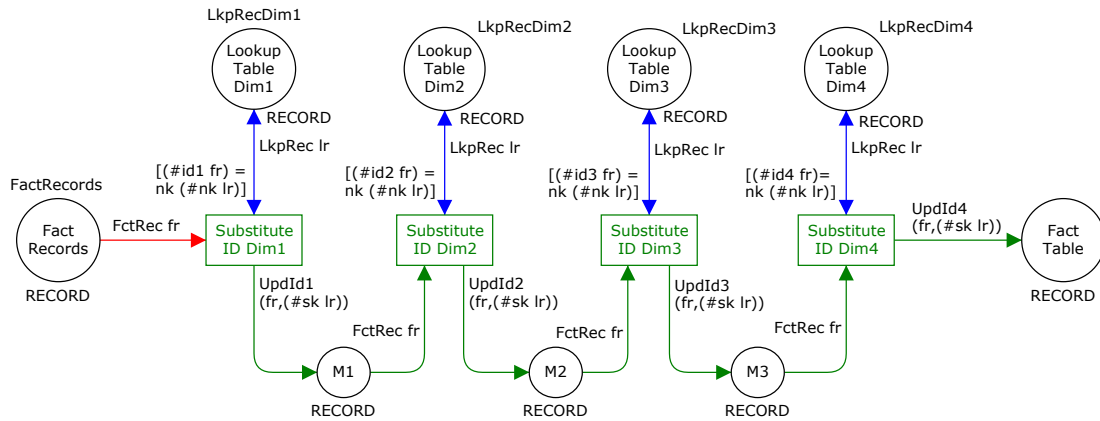 LkpRecDim1
Lookup
Table
Dim1
RECORD
LkpRec lr
[(#id1 fr) =
nk (#nk lr)]
LkpRecDim2
Lookup
Table
Dim2
RECORD
LkpRec lr
[(#id2 fr) =
nk (#nk lr)]
LkpRecDim3
Lookup
Table
Dim3
RECORD
LkpRec lr
[(#id3 fr) =
nk (#nk lr)]
LkpRecDim4
Lookup
Table
Dim4
RECORD
LkpRec lr
[(#id4 fr)=
nk (#nk lr)]
FactRecords
Fact
Records
RECORD
FctRec fr
Substitute
ID Dim1
UpdId1
(fr,(#sk lr))
M1
RECORD
FctRec fr
Substitute
ID Dim2
UpdId2
(fr,(#sk lr))
M2
RECORD
FctRec fr
Substitute
ID Dim3
UpdId3
(fr,(#sk lr))
M3
RECORD
FctRec fr
Substitute
ID Dim4
UpdId4
(fr,(#sk lr))
Fact
Table
RECORD